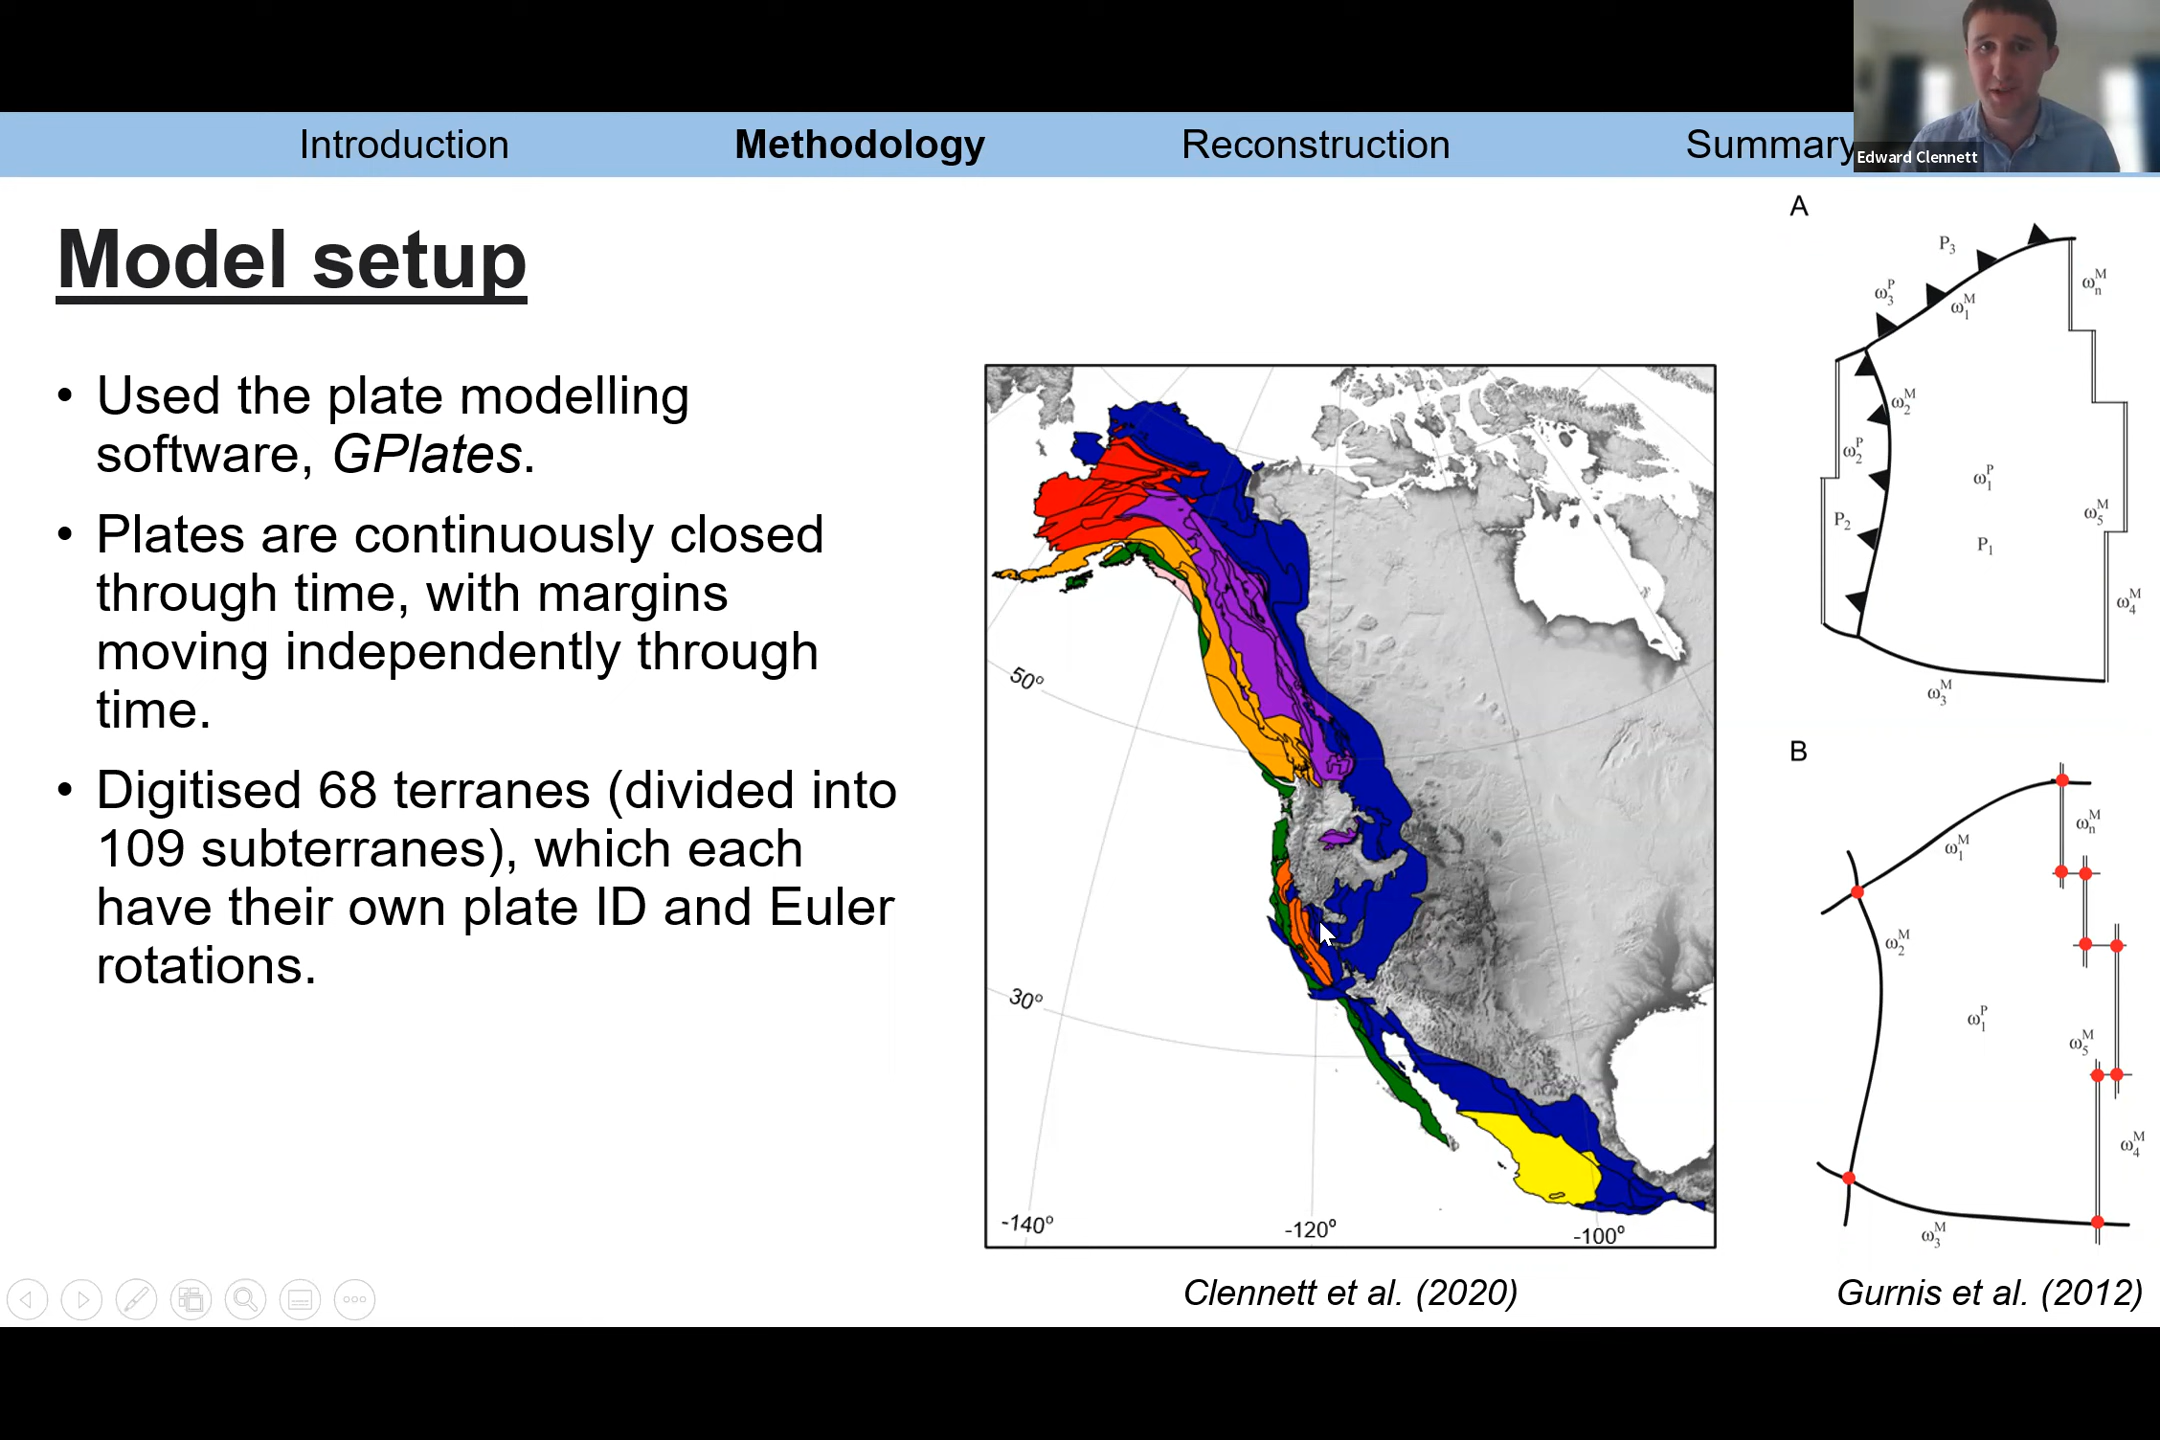 Introduction Methodology Reconstruction Summary
Edward Clennett
Model setup
• Used the plate modelling
software, GPlates.
• Plates are continuously closed
through time, with margins
moving independently through
time.
• Digitised 68 terranes (divided into
109 subterranes), which each
have their own plate ID and Euler
rotations.
50°
30°
-140°
-120°
-100°
Clennett et al. (2020)
A
P₃
ω₃ᴾ
ω₁ᴹ
ωₙᴹ
ω₂ᴹ
ω₂ᴾ
ω₁ᴾ
P₂
ω₅ᴹ
P₁
ω₄ᴹ
ω₃ᴹ
B
ωₙᴹ
ω₁ᴹ
ω₂ᴹ
ω₁ᴾ
ω₅ᴹ
ω₄ᴹ
ω₃ᴹ
Gurnis et al. (2012)